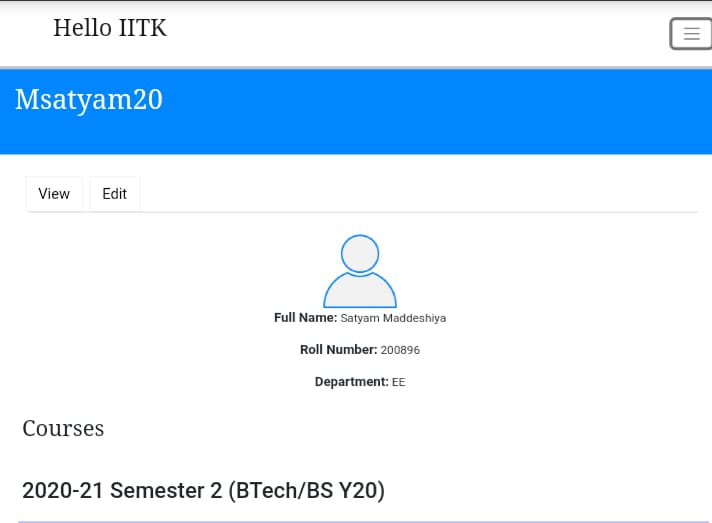 Hello IITK
Msatyam20
View Edit
Full Name: Satyam Maddeshiya
Roll Number: 200896
Department: EE
Courses
2020-21 Semester 2 (BTech/BS Y20)